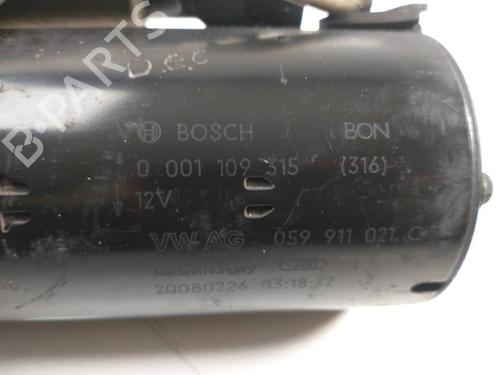 BOSCH BON
0 001 109 315 (316)
12V
VW AG 059 911 021 C
Made in Hungary
20080226 03:18:32